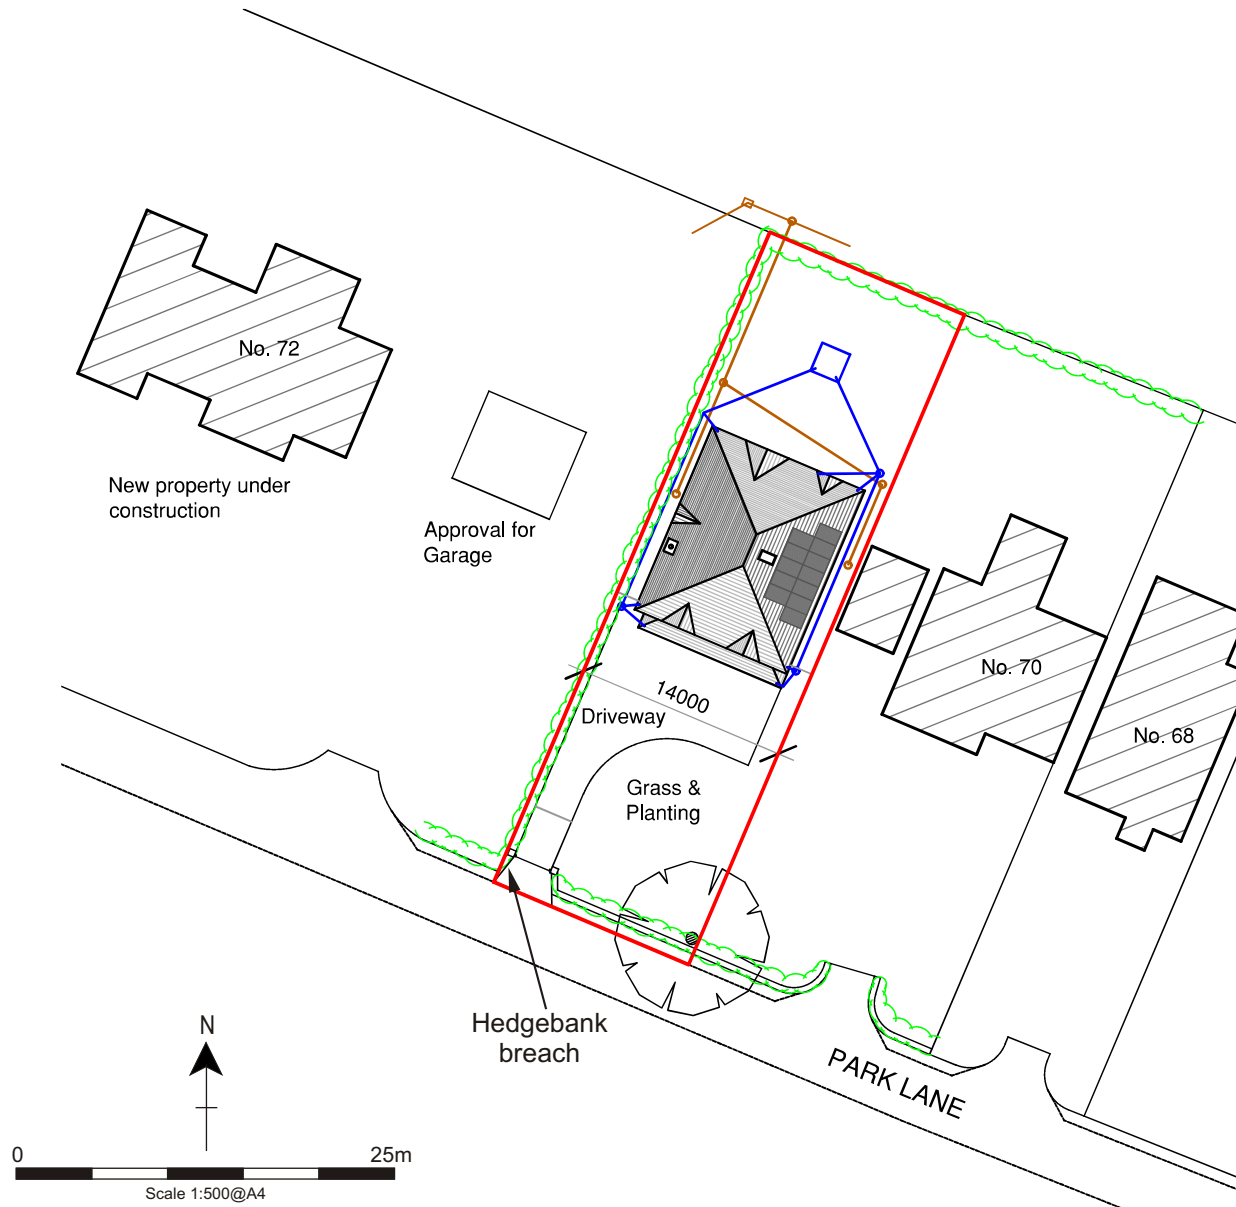 No. 72
New property under
construction
Approval for
Garage
No. 70
No. 68
14000
Driveway
Grass &
Planting
Hedgebank
breach
PARK LANE
N
0 25m
Scale 1:500@A4